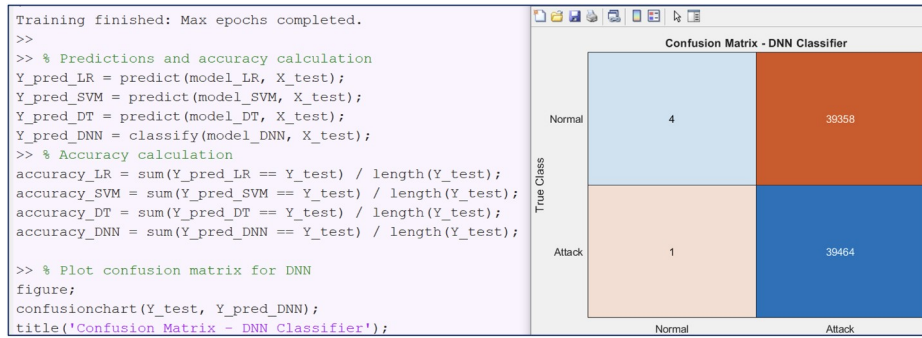 Training finished: Max epochs completed.
>>
>> % Predictions and accuracy calculation
Y_pred_LR = predict(model_LR, X_test);
Y_pred_SVM = predict(model_SVM, X_test);
Y_pred_DT = predict(model_DT, X_test);
Y_pred_DNN = classify(model_DNN, X_test);
>> % Accuracy calculation
accuracy_LR = sum(Y_pred_LR == Y_test) / length(Y_test);
accuracy_SVM = sum(Y_pred_SVM == Y_test) / length(Y_test);
accuracy_DT = sum(Y_pred_DT == Y_test) / length(Y_test);
accuracy_DNN = sum(Y_pred_DNN == Y_test) / length(Y_test);
>> % Plot confusion matrix for DNN
figure;
confusionchart(Y_test, Y_pred_DNN);
title('Confusion Matrix - DNN Classifier');
Confusion Matrix - DNN Classifier
True Class
Normal 4 39358
Attack 1 39464
Normal Attack